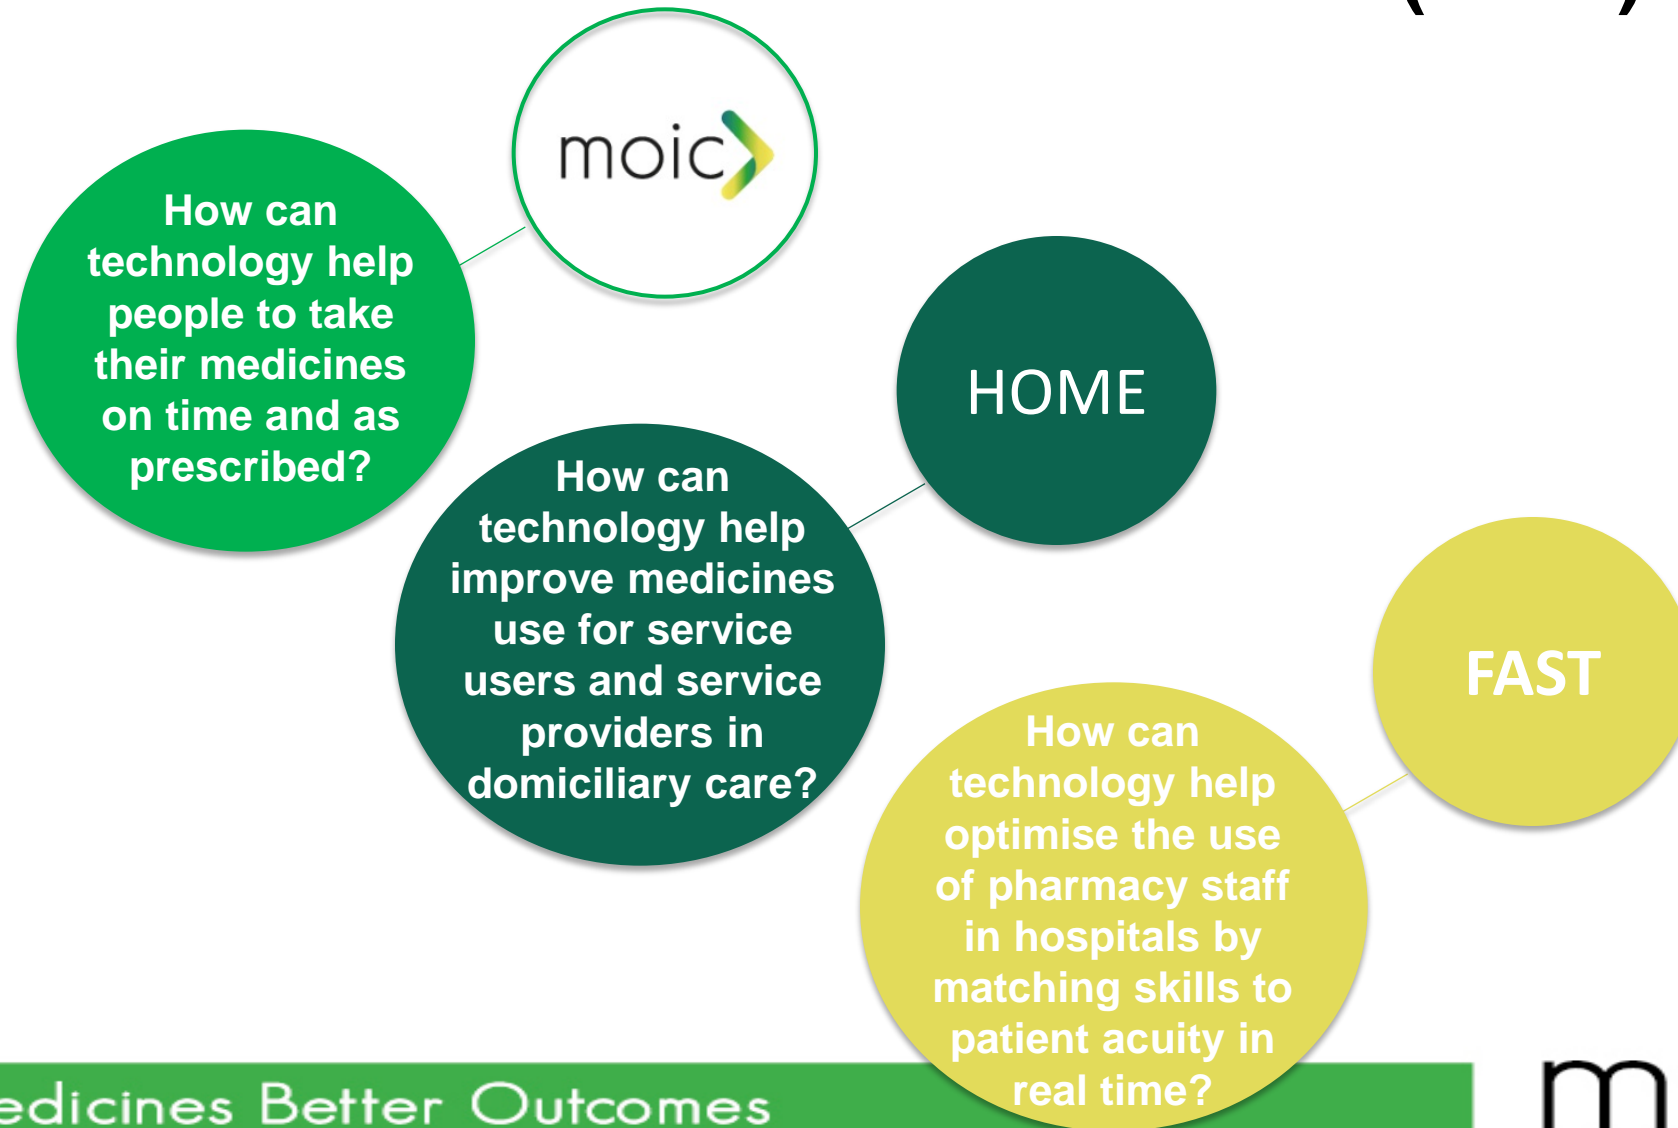 moic
How can
technology help
people to take
their medicines
on time and as
prescribed?
HOME
How can
technology help
improve medicines
use for service
users and service
providers in
domiciliary care?
FAST
How can
technology help
optimise the use
of pharmacy staff
in hospitals by
matching skills to
patient acuity in
real time?
edicines Better Outcomes
m